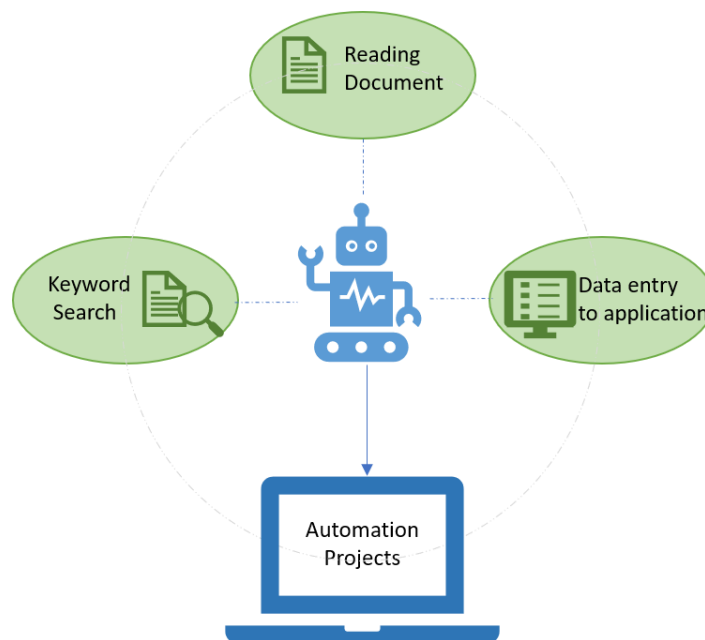 Reading
Document
Keyword
Search
Data entry
to application
Automation
Projects